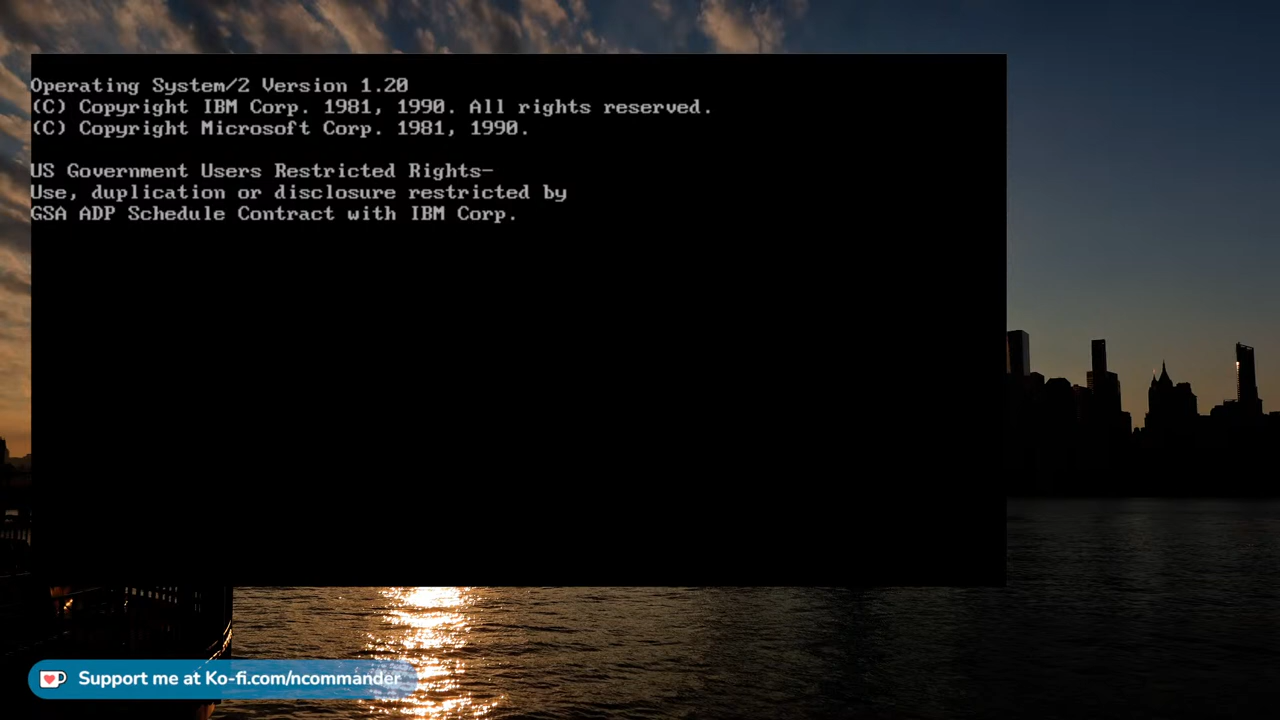 Operating System/2 Version 1.20
(C) Copyright IBM Corp. 1981, 1990. All rights reserved.
(C) Copyright Microsoft Corp. 1981, 1990.
US Government Users Restricted Rights-
Use, duplication or disclosure restricted by
GSA ADP Schedule Contract with IBM Corp.
Support me at Ko-fi.com/ncommander